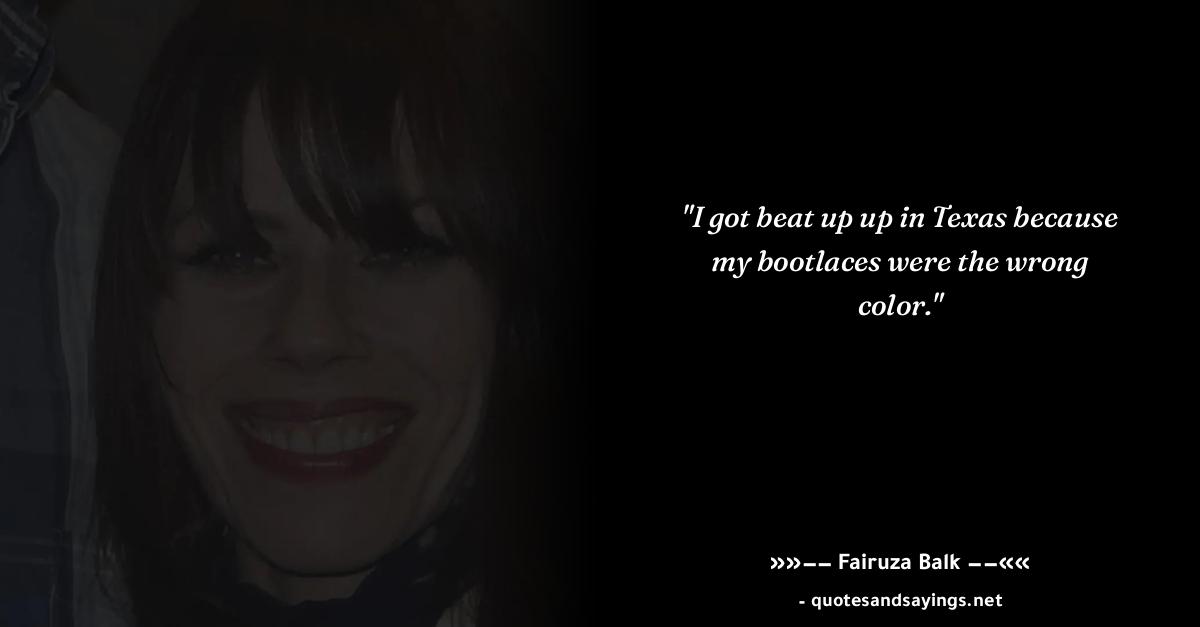 "I got beat up up in Texas because
my bootlaces were the wrong
color."
»»–– Fairuza Balk ––««
- quotesandsayings.net